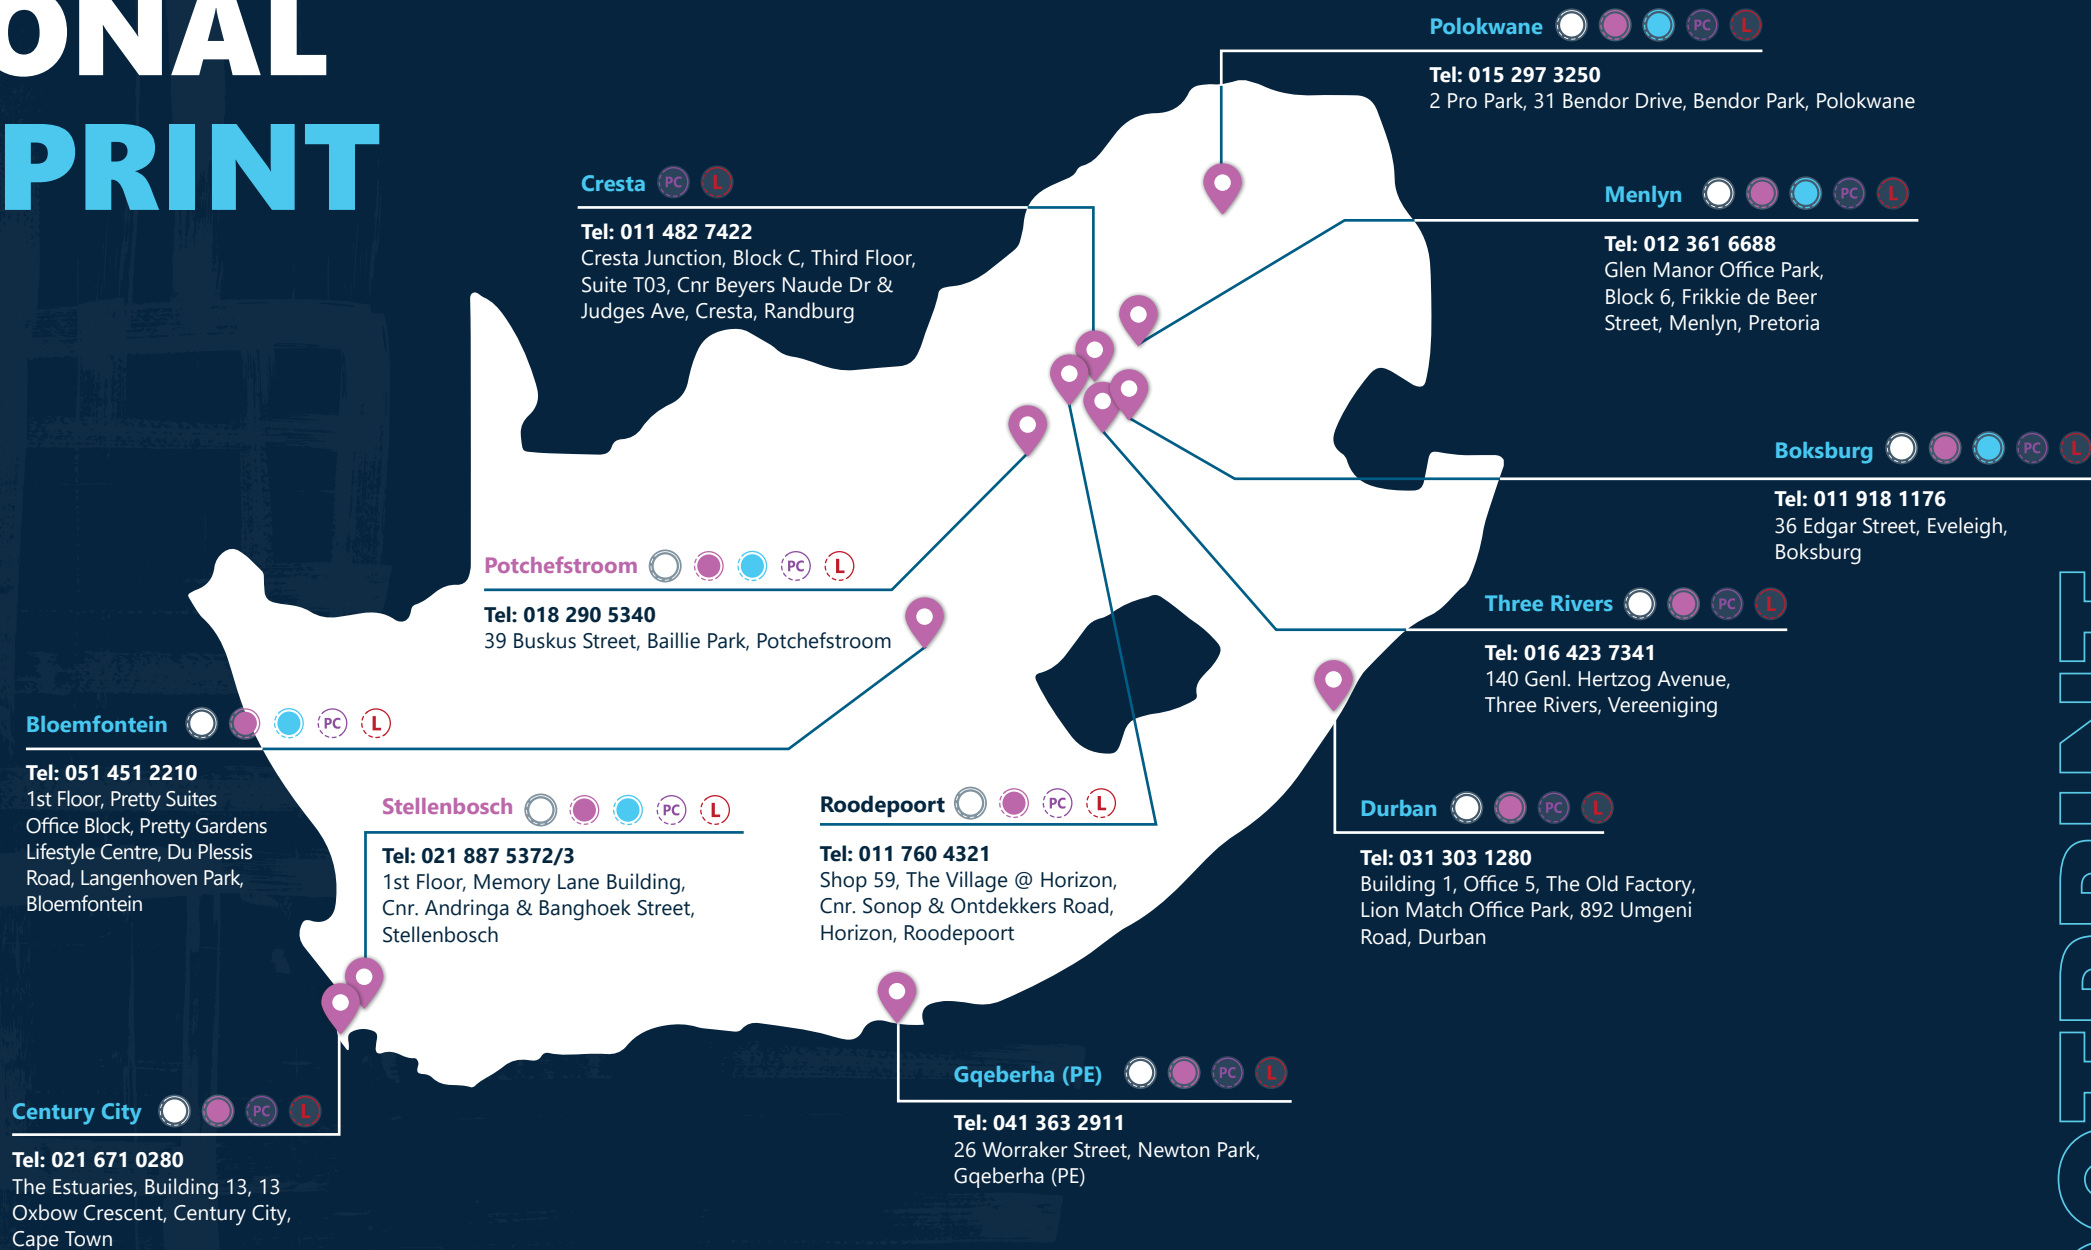 ONAL
PRINT
Polokwane PC L
Tel: 015 297 3250
2 Pro Park, 31 Bendor Drive, Bendor Park, Polokwane
Cresta PC L
Tel: 011 482 7422
Cresta Junction, Block C, Third Floor,
Suite T03, Cnr Beyers Naude Dr &
Judges Ave, Cresta, Randburg
Menlyn PC L
Tel: 012 361 6688
Glen Manor Office Park,
Block 6, Frikkie de Beer
Street, Menlyn, Pretoria
Boksburg PC L
Tel: 011 918 1176
36 Edgar Street, Eveleigh,
Boksburg
Potchefstroom PC L
Tel: 018 290 5340
39 Buskus Street, Baillie Park, Potchefstroom
Three Rivers PC L
Tel: 016 423 7341
140 Genl. Hertzog Avenue,
Three Rivers, Vereeniging
Bloemfontein PC L
Tel: 051 451 2210
1st Floor, Pretty Suites
Office Block, Pretty Gardens
Lifestyle Centre, Du Plessis
Road, Langenhoven Park,
Bloemfontein
Stellenbosch PC L
Tel: 021 887 5372/3
1st Floor, Memory Lane Building,
Cnr. Andringa & Banghoek Street,
Stellenbosch
Roodepoort PC L
Tel: 011 760 4321
Shop 59, The Village @ Horizon,
Cnr. Sonop & Ontdekkers Road,
Horizon, Roodepoort
Durban PC L
Tel: 031 303 1280
Building 1, Office 5, The Old Factory,
Lion Match Office Park, 892 Umgeni
Road, Durban
Gqeberha (PE) PC L
Tel: 041 363 2911
26 Worraker Street, Newton Park,
Gqeberha (PE)
Century City PC L
Tel: 021 671 0280
The Estuaries, Building 13, 13
Oxbow Crescent, Century City,
Cape Town